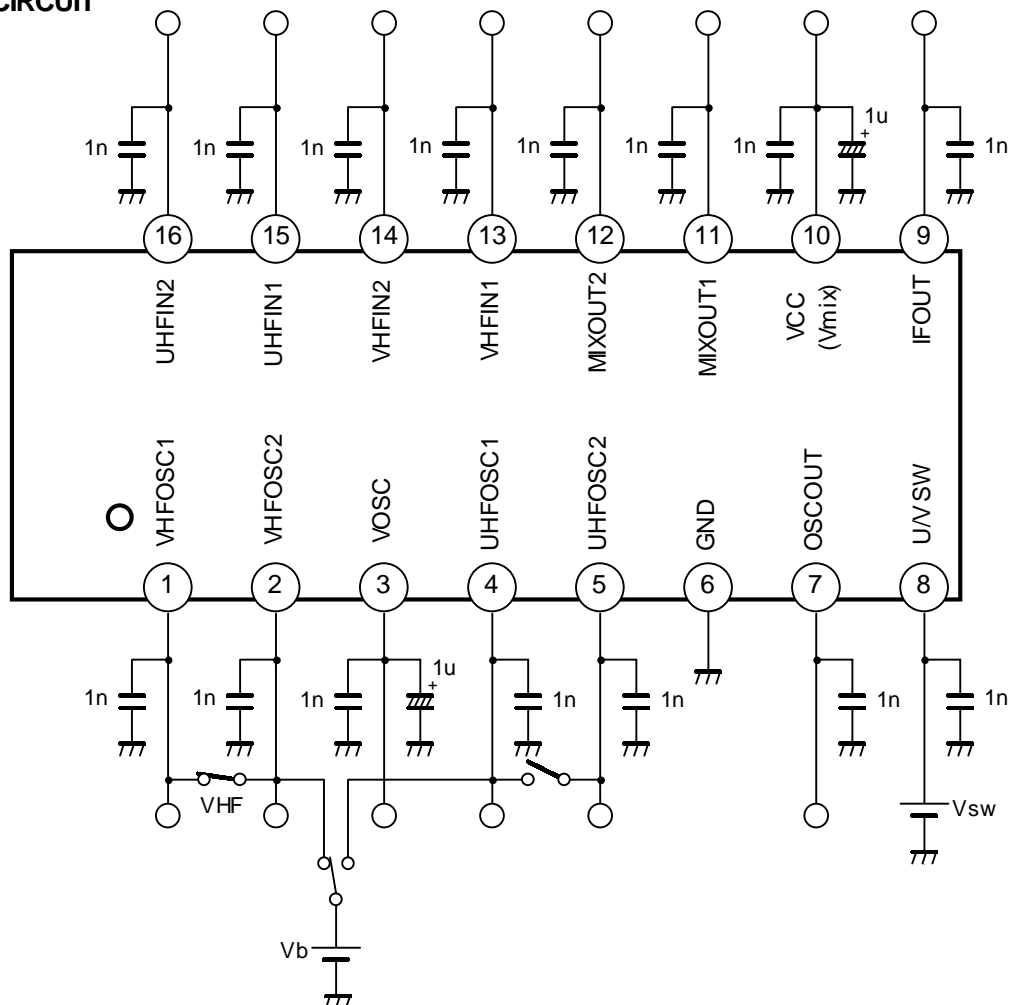 CIRCUIT
1n 1n 1n 1n 1n 1n 1n 1u + 1n
16 15 14 13 12 11 10 9
UHFIN2
UHFIN1
VHFIN2
VHFIN1
MIXOUT2
MIXOUT1
VCC
(Vmix)
IFOUT
VHFOSC1
VHFOSC2
VOSC
UHFOSC1
UHFOSC2
GND
OSCOUT
U/V SW
1 2 3 4 5 6 7 8
1n 1n 1n 1u + 1n 1n 1n 1n
VHF
Vsw
Vb